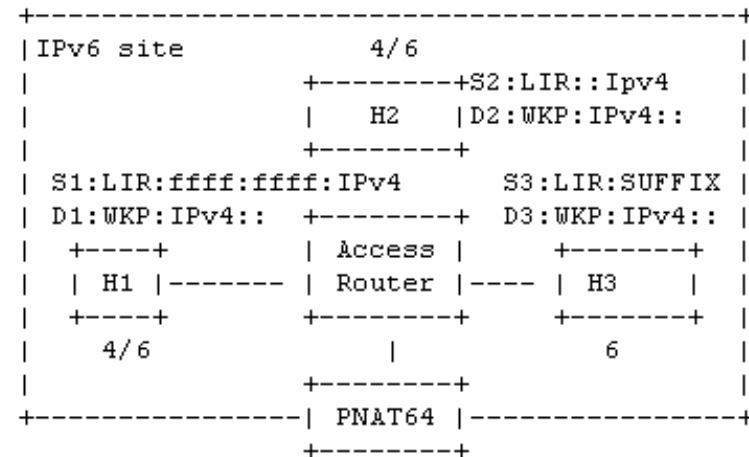 +------------------------------------------+
|IPv6 site            4/6                  |
|                 +--------+S2:LIR::Ipv4   |
|                 |   H2   |D2:WKP:IPv4::  |
|                 +--------+               |
| S1:LIR:ffff:ffff:IPv4      S3:LIR:SUFFIX |
| D1:WKP:IPv4::   +--------+  D3:WKP:IPv4:: |
|  +----+         | Access |     +-------+  |
|  | H1 |------- | Router |---- | H3    |  |
|  +----+         +--------+     +-------+  |
|    4/6               |            6       |
|                 +--------+               |
+----------------| PNAT64 |---------------+
+--------+